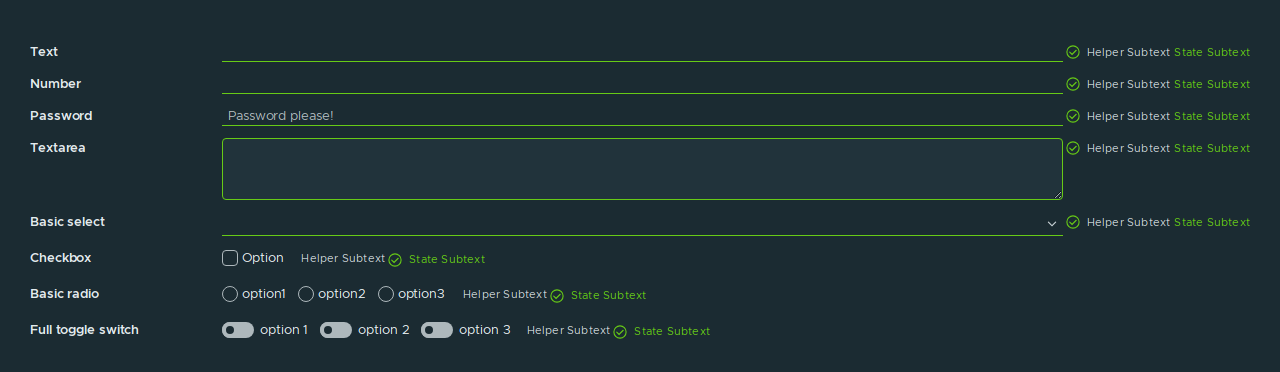 Text Helper Subtext State Subtext
Number Helper Subtext State Subtext
Password Password please! Helper Subtext State Subtext
Textarea Helper Subtext State Subtext
Basic select Helper Subtext State Subtext
Checkbox Option Helper Subtext State Subtext
Basic radio option1 option2 option3 Helper Subtext State Subtext
Full toggle switch option 1 option 2 option 3 Helper Subtext State Subtext